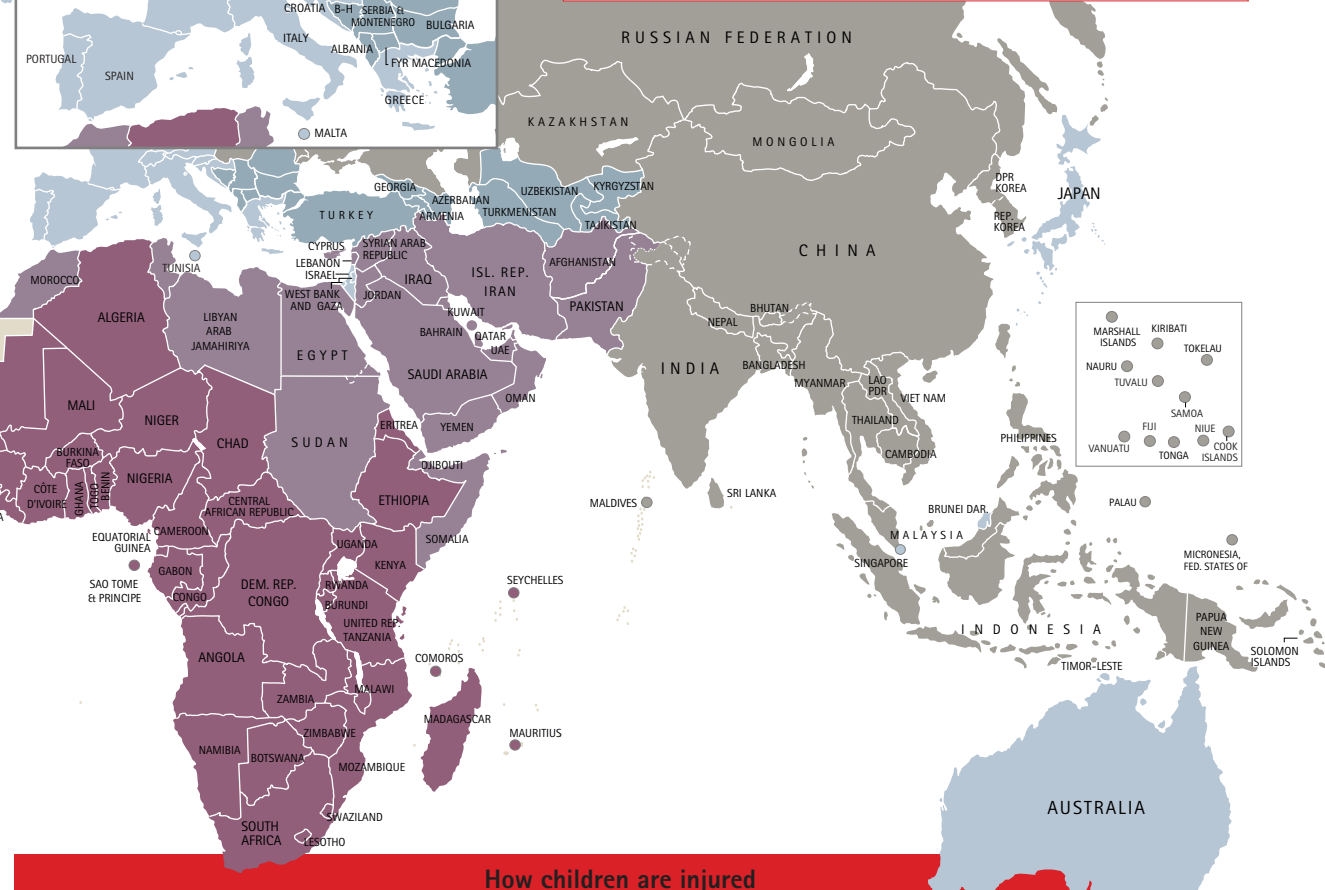 CROATIA
B-H
SERBIA &
MONTENEGRO
BULGARIA
ITALY
ALBANIA
PORTUGAL
SPAIN
FYR MACEDONIA
GREECE
MALTA
RUSSIAN FEDERATION
KAZAKHSTAN
MONGOLIA
GEORGIA
AZERBAIJAN
ARMENIA
UZBEKISTAN
KYRGYZSTAN
TURKMENISTAN
TAJIKISTAN
TURKEY
DPR
KOREA
REP.
KOREA
JAPAN
CHINA
CYPRUS
SYRIAN ARAB
REPUBLIC
LEBANON
ISRAEL
WEST BANK
AND GAZA
JORDAN
IRAQ
ISL. REP.
IRAN
AFGHANISTAN
PAKISTAN
KUWAIT
BAHRAIN
QATAR
UAE
SAUDI ARABIA
OMAN
YEMEN
TUNISIA
MOROCCO
ALGERIA
LIBYAN
ARAB
JAMAHIRIYA
EGYPT
MALI
NIGER
CHAD
SUDAN
ERITREA
DJIBOUTI
BURKINA
FASO
NIGERIA
CÔTE
D'IVOIRE
GHANA
TOGO
BENIN
CENTRAL
AFRICAN REPUBLIC
ETHIOPIA
SOMALIA
CAMEROON
EQUATORIAL
GUINEA
GABON
CONGO
SAO TOME
& PRINCIPE
DEM. REP.
CONGO
UGANDA
KENYA
RWANDA
BURUNDI
UNITED REP.
TANZANIA
SEYCHELLES
COMOROS
ANGOLA
ZAMBIA
MALAWI
MADAGASCAR
MAURITIUS
ZIMBABWE
NAMIBIA
BOTSWANA
MOZAMBIQUE
SWAZILAND
SOUTH
AFRICA
LESOTHO
NEPAL
BHUTAN
INDIA
BANGLADESH
MYANMAR
LAO
PDR
VIET NAM
THAILAND
CAMBODIA
PHILIPPINES
MALDIVES
SRI LANKA
BRUNEI DAR.
MALAYSIA
SINGAPORE
INDONESIA
TIMOR-LESTE
PAPUA
NEW
GUINEA
SOLOMON
ISLANDS
MARSHALL
ISLANDS
KIRIBATI
TOKELAU
NAURU
TUVALU
SAMOA
VANUATU
FIJI
TONGA
NIUE
COOK
ISLANDS
PALAU
MICRONESIA,
FED. STATES OF
AUSTRALIA
How children are injured